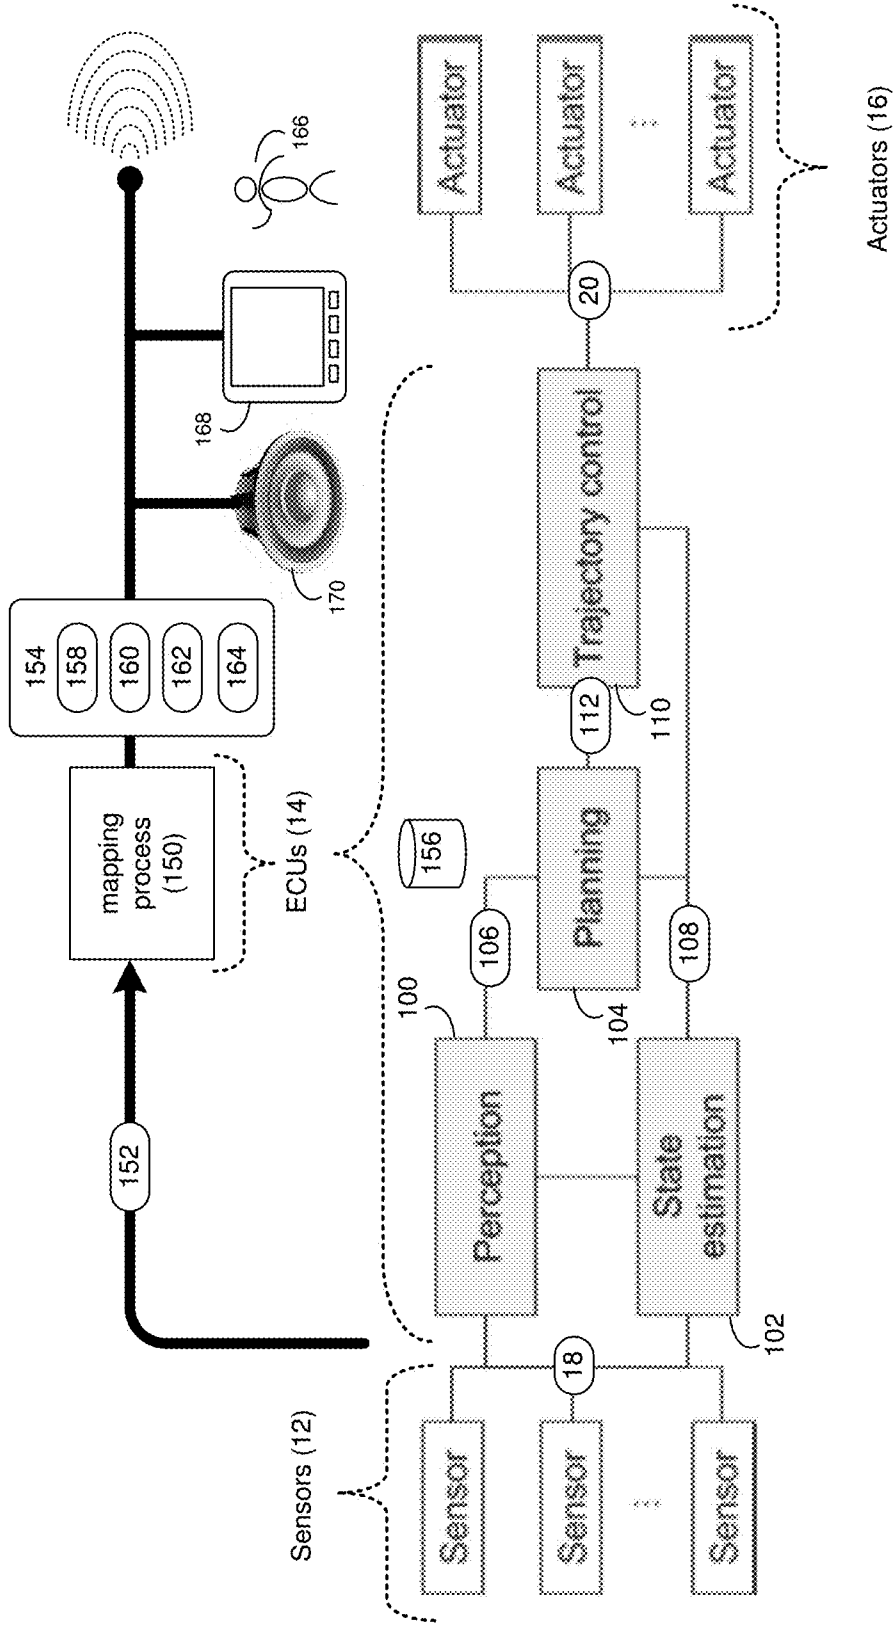 152
mapping
process
(150)
154
158
160
162
164
170
168
166
Sensors (12)
ECUs (14)
Sensor
Sensor
...
Sensor
18
Perception
100
State
estimation
102
106
108
156
Planning
104
112
Trajectory control
110
20
Actuator
Actuator
...
Actuator
Actuators (16)